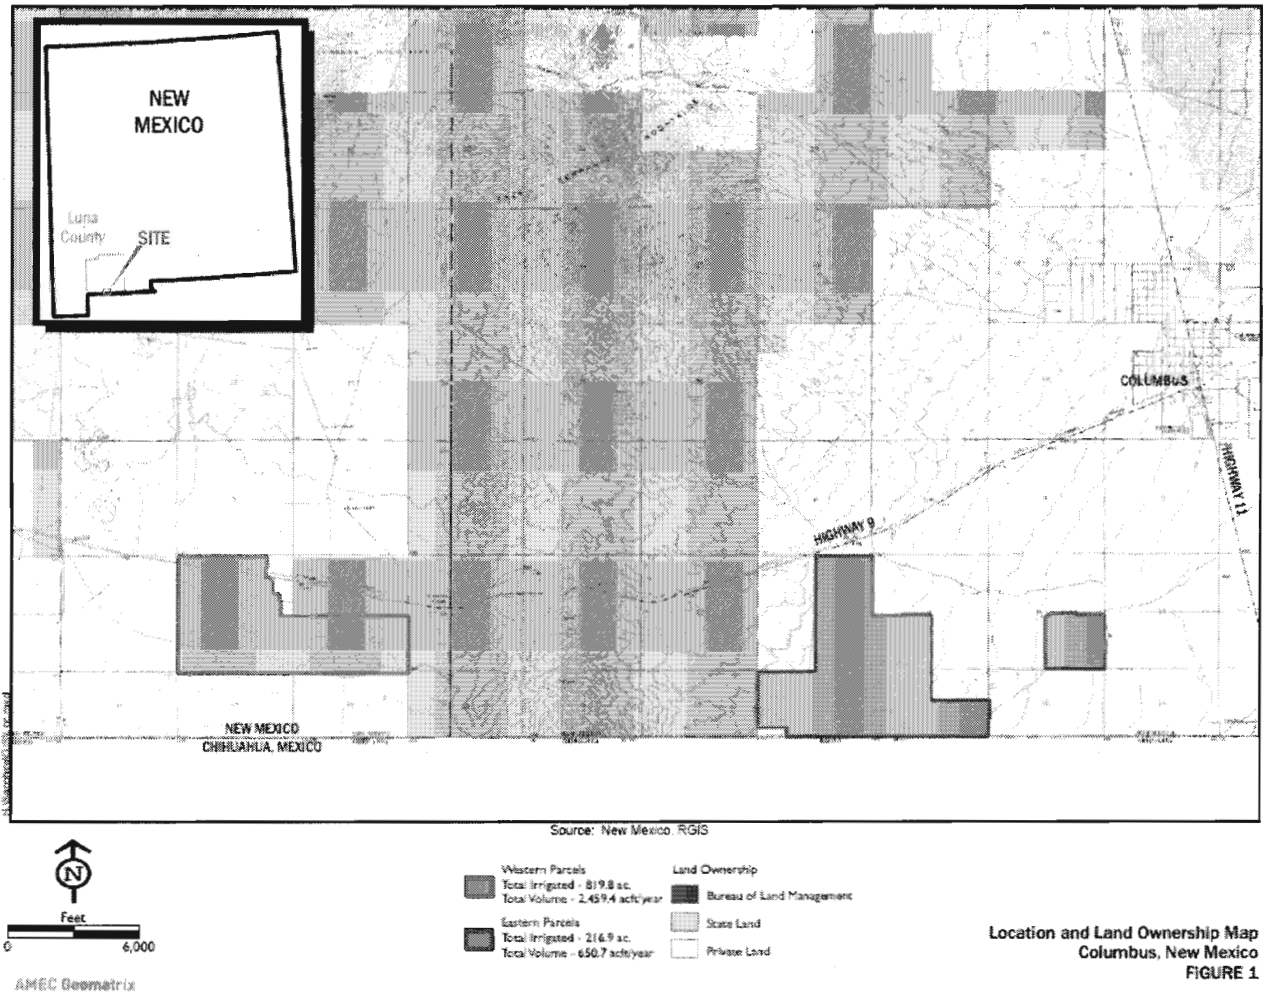 NEW
MEXICO
Luna
County
SITE
COLUMBUS
HIGHWAY 11
HIGHWAY 9
NEW MEXICO
CHIHUAHUA, MEXICO
Source: New Mexico, RGIS
N
Feet
0 6,000
AMEC Geomatrix
Western Parcels
Total Irrigated - 819.8 ac.
Total Volume - 2,459.4 acft/year
Eastern Parcels
Total Irrigated - 216.9 ac.
Total Volume - 650.7 acft/year
Land Ownership
Bureau of Land Management
State Land
Private Land
Location and Land Ownership Map
Columbus, New Mexico
FIGURE 1